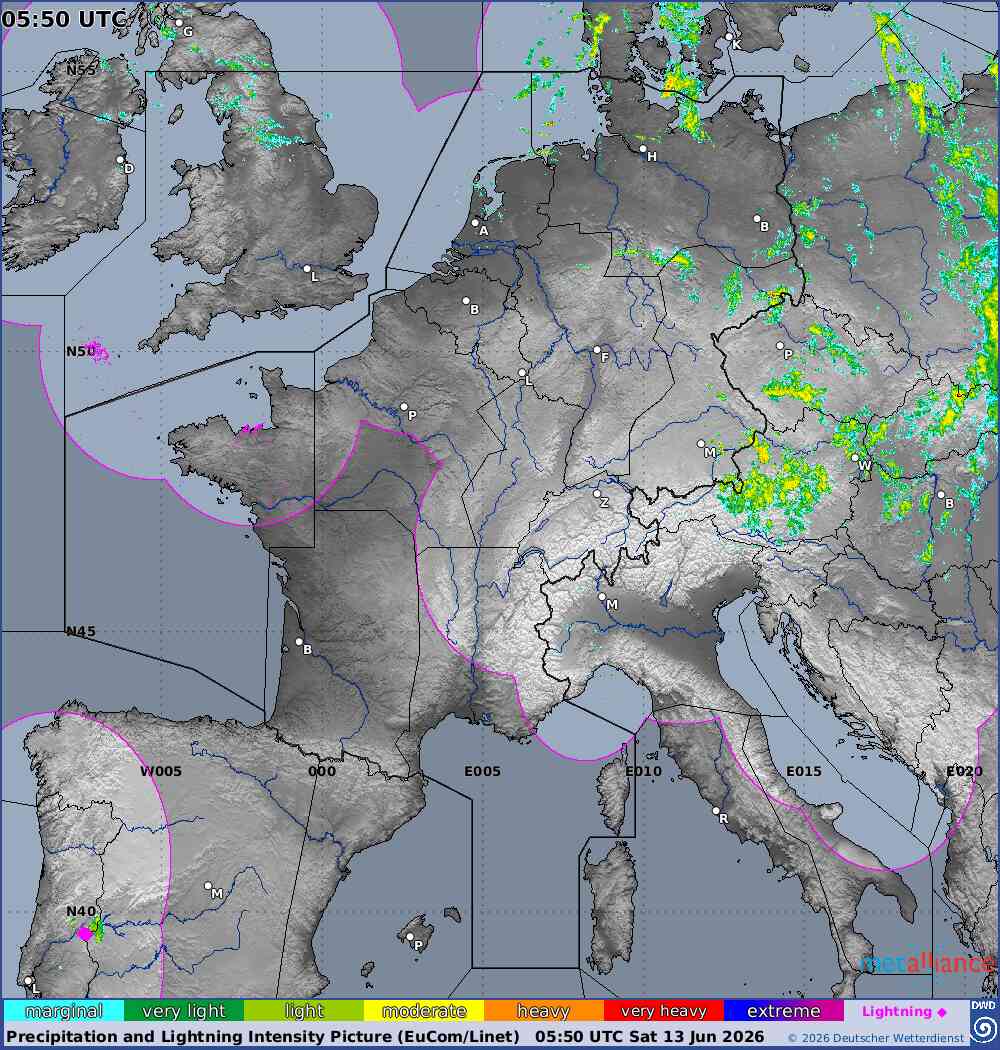 05:50 UTC
G
K
N55
D
H
A
B
L
B
N50
P
F
L
P
M
W
Z
B
M
N45
B
W005
000
E005
E010
E015
E020
R
M
N40
P
L
metalliance
marginal very light light moderate heavy very heavy extreme Lightning ◆
DWD
Precipitation and Lightning Intensity Picture (EuCom/Linet) 05:50 UTC Sat 13 Jun 2026 © 2026 Deutscher Wetterdienst